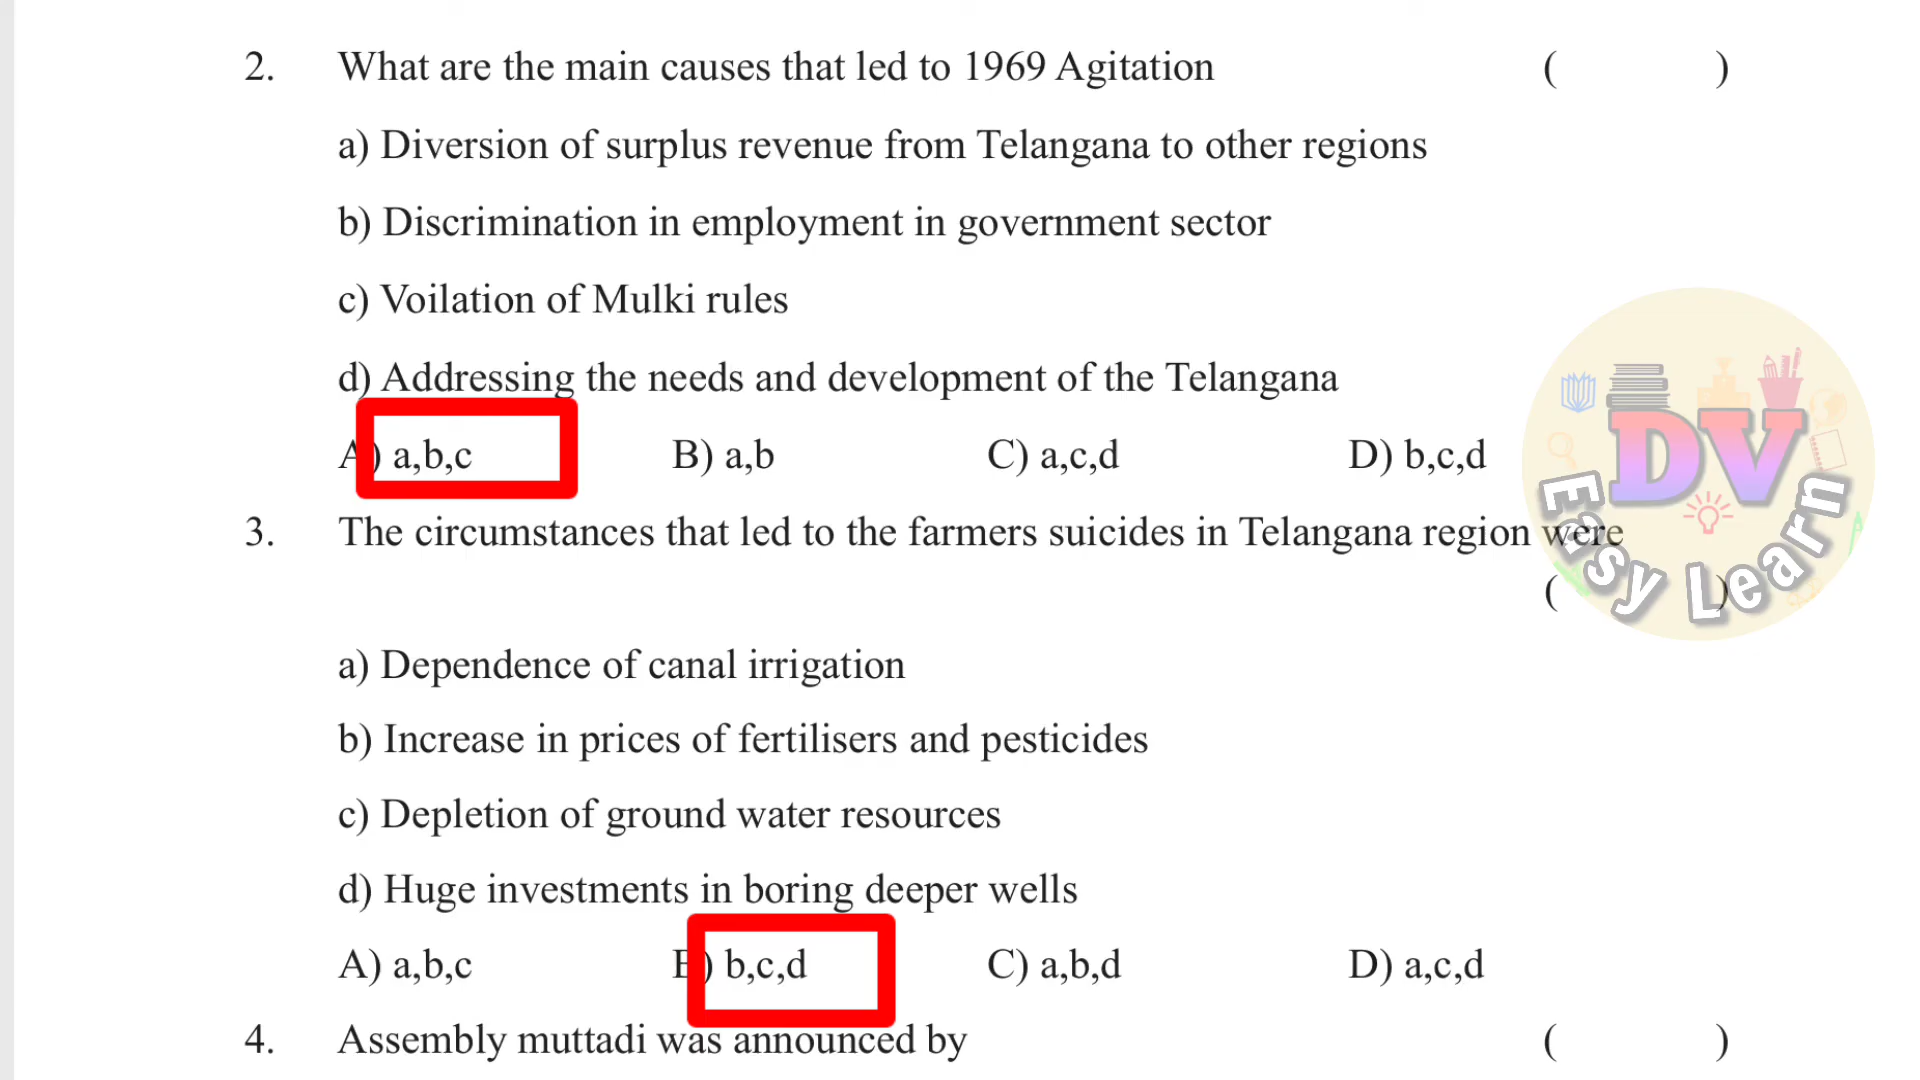 2. What are the main causes that led to 1969 Agitation ( )
a) Diversion of surplus revenue from Telangana to other regions
b) Discrimination in employment in government sector
c) Voilation of Mulki rules
d) Addressing the needs and development of the Telangana
A) a,b,c B) a,b C) a,c,d D) b,c,d
DV
Easy Learn
3. The circumstances that led to the farmers suicides in Telangana region were
( )
a) Dependence of canal irrigation
b) Increase in prices of fertilisers and pesticides
c) Depletion of ground water resources
d) Huge investments in boring deeper wells
A) a,b,c B) b,c,d C) a,b,d D) a,c,d
4. Assembly muttadi was announced by ( )